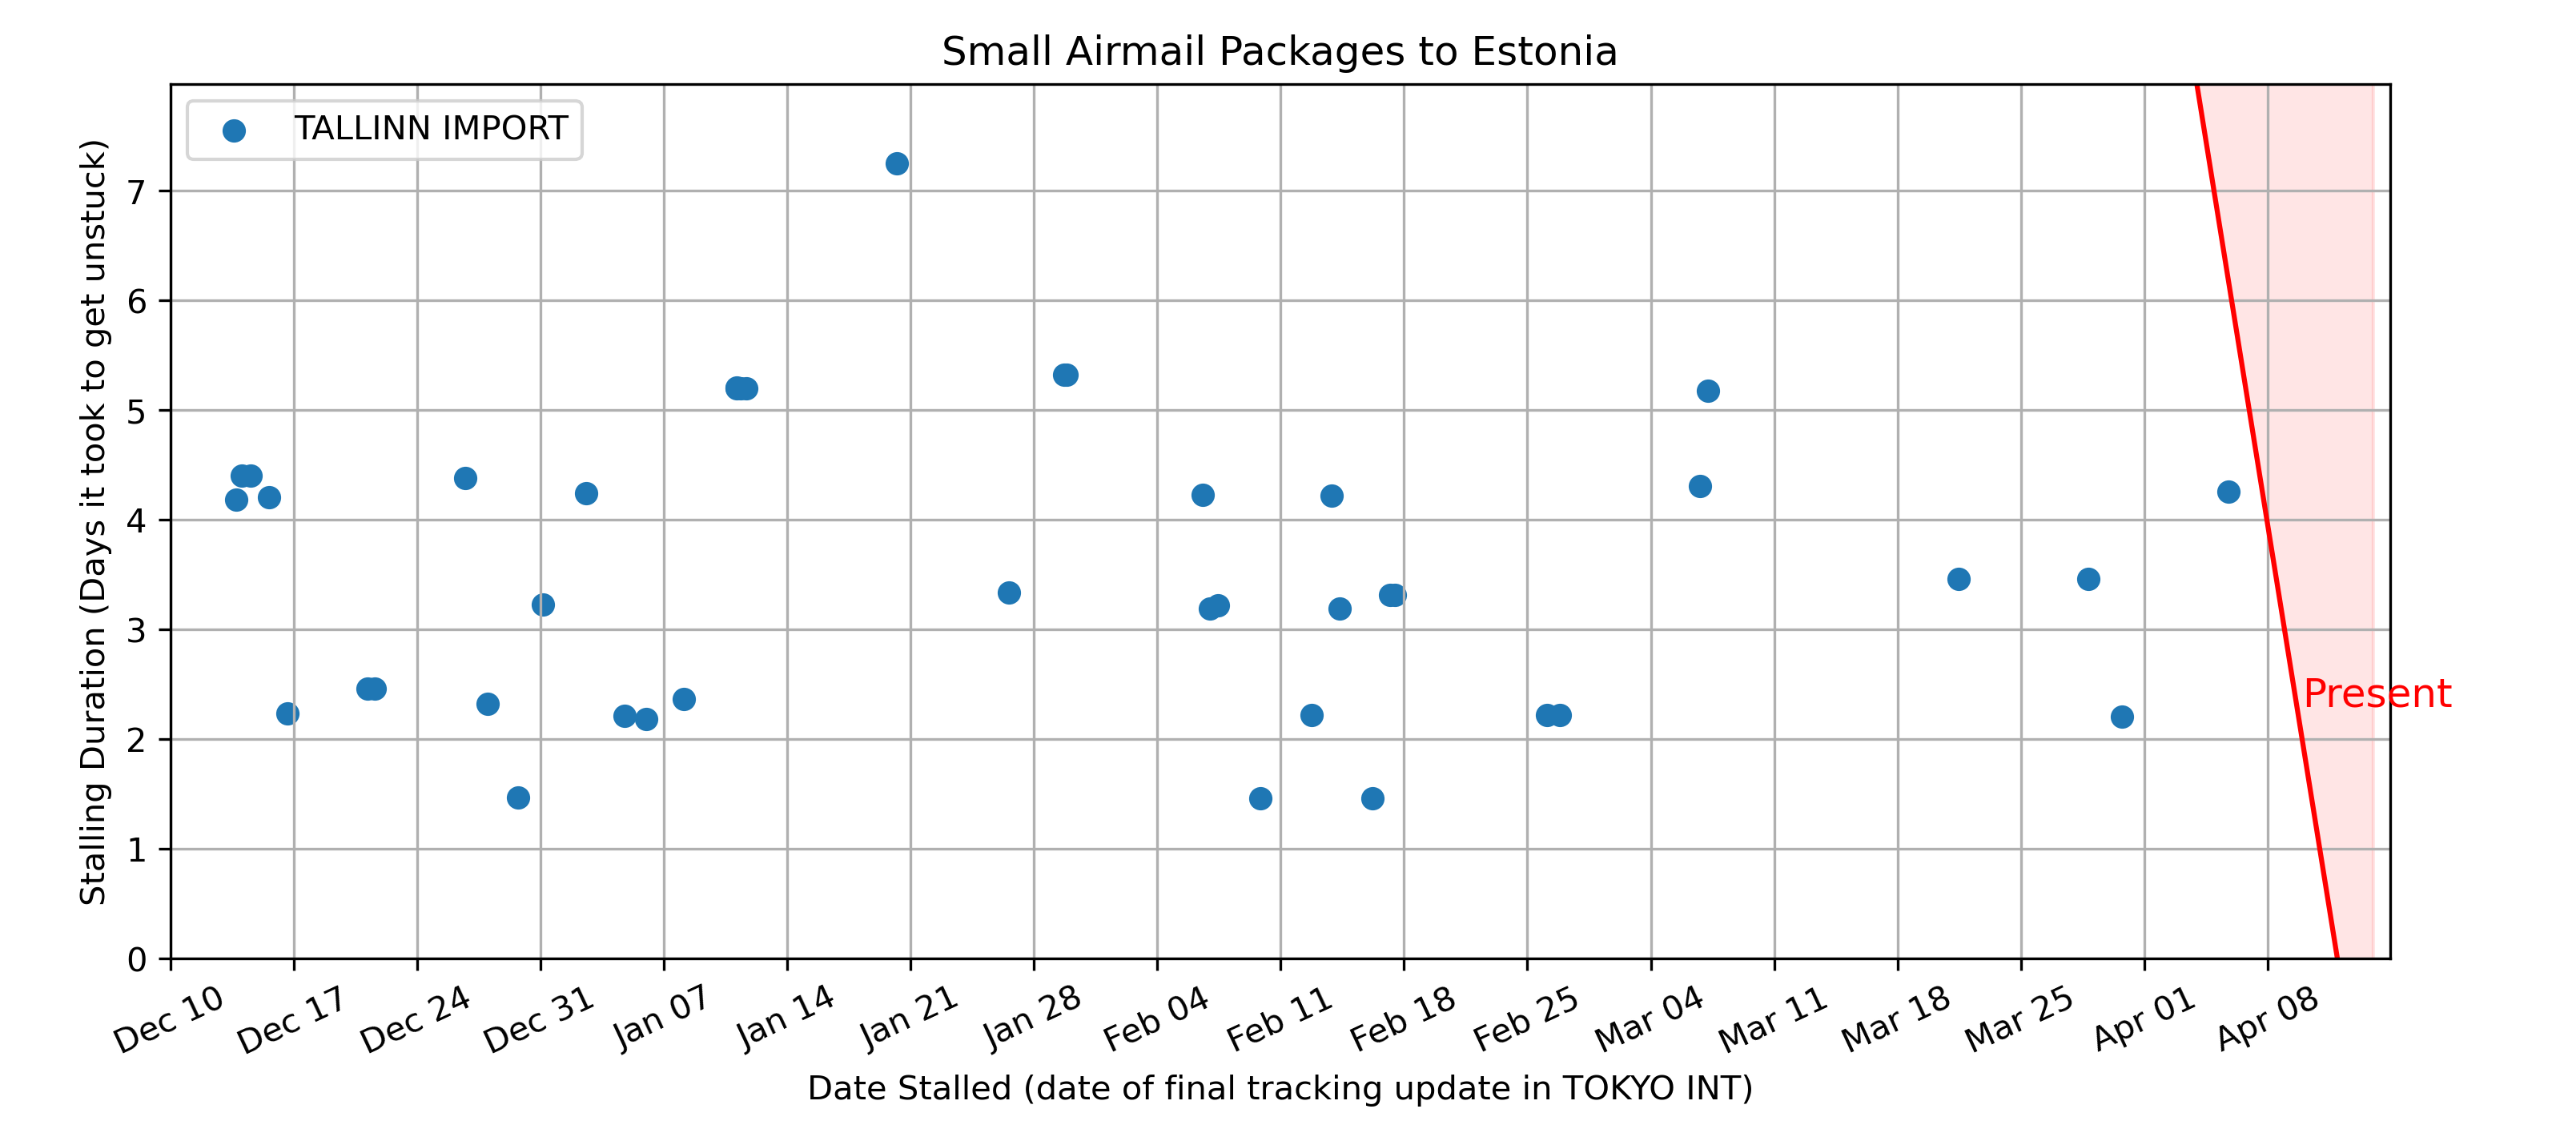 Small Airmail Packages to Estonia
TALLINN IMPORT
Stalling Duration (Days it took to get unstuck)
7
6
5
4
3
2
1
0
Present
Dec 10
Dec 17
Dec 24
Dec 31
Jan 07
Jan 14
Jan 21
Jan 28
Feb 04
Feb 11
Feb 18
Feb 25
Mar 04
Mar 11
Mar 18
Mar 25
Apr 01
Apr 08
Date Stalled (date of final tracking update in TOKYO INT)